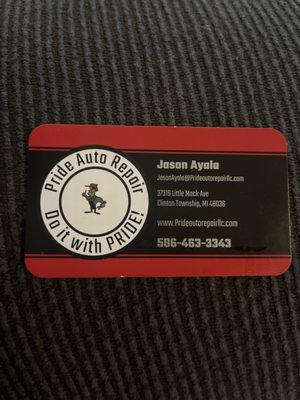 Pride Auto Repair
Do it with PRIDE!
Jason Ayala
JasonAyala@Prideautorepairllc.com
37319 Little Mack Ave
Clinton Township, MI 48036
www.Prideautorepairllc.com
586-463-3343